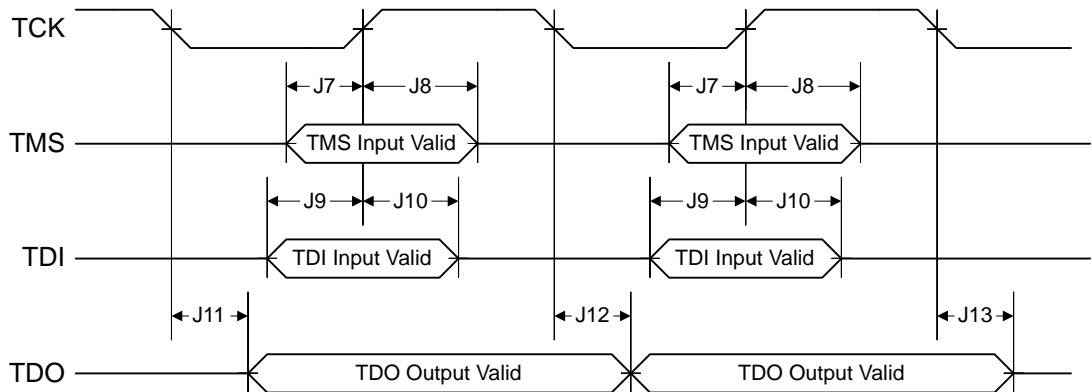 TCK
J7 J8 J7 J8
TMS TMS Input Valid TMS Input Valid
J9 J10 J9 J10
TDI TDI Input Valid TDI Input Valid
J11 J12 J13
TDO TDO Output Valid TDO Output Valid